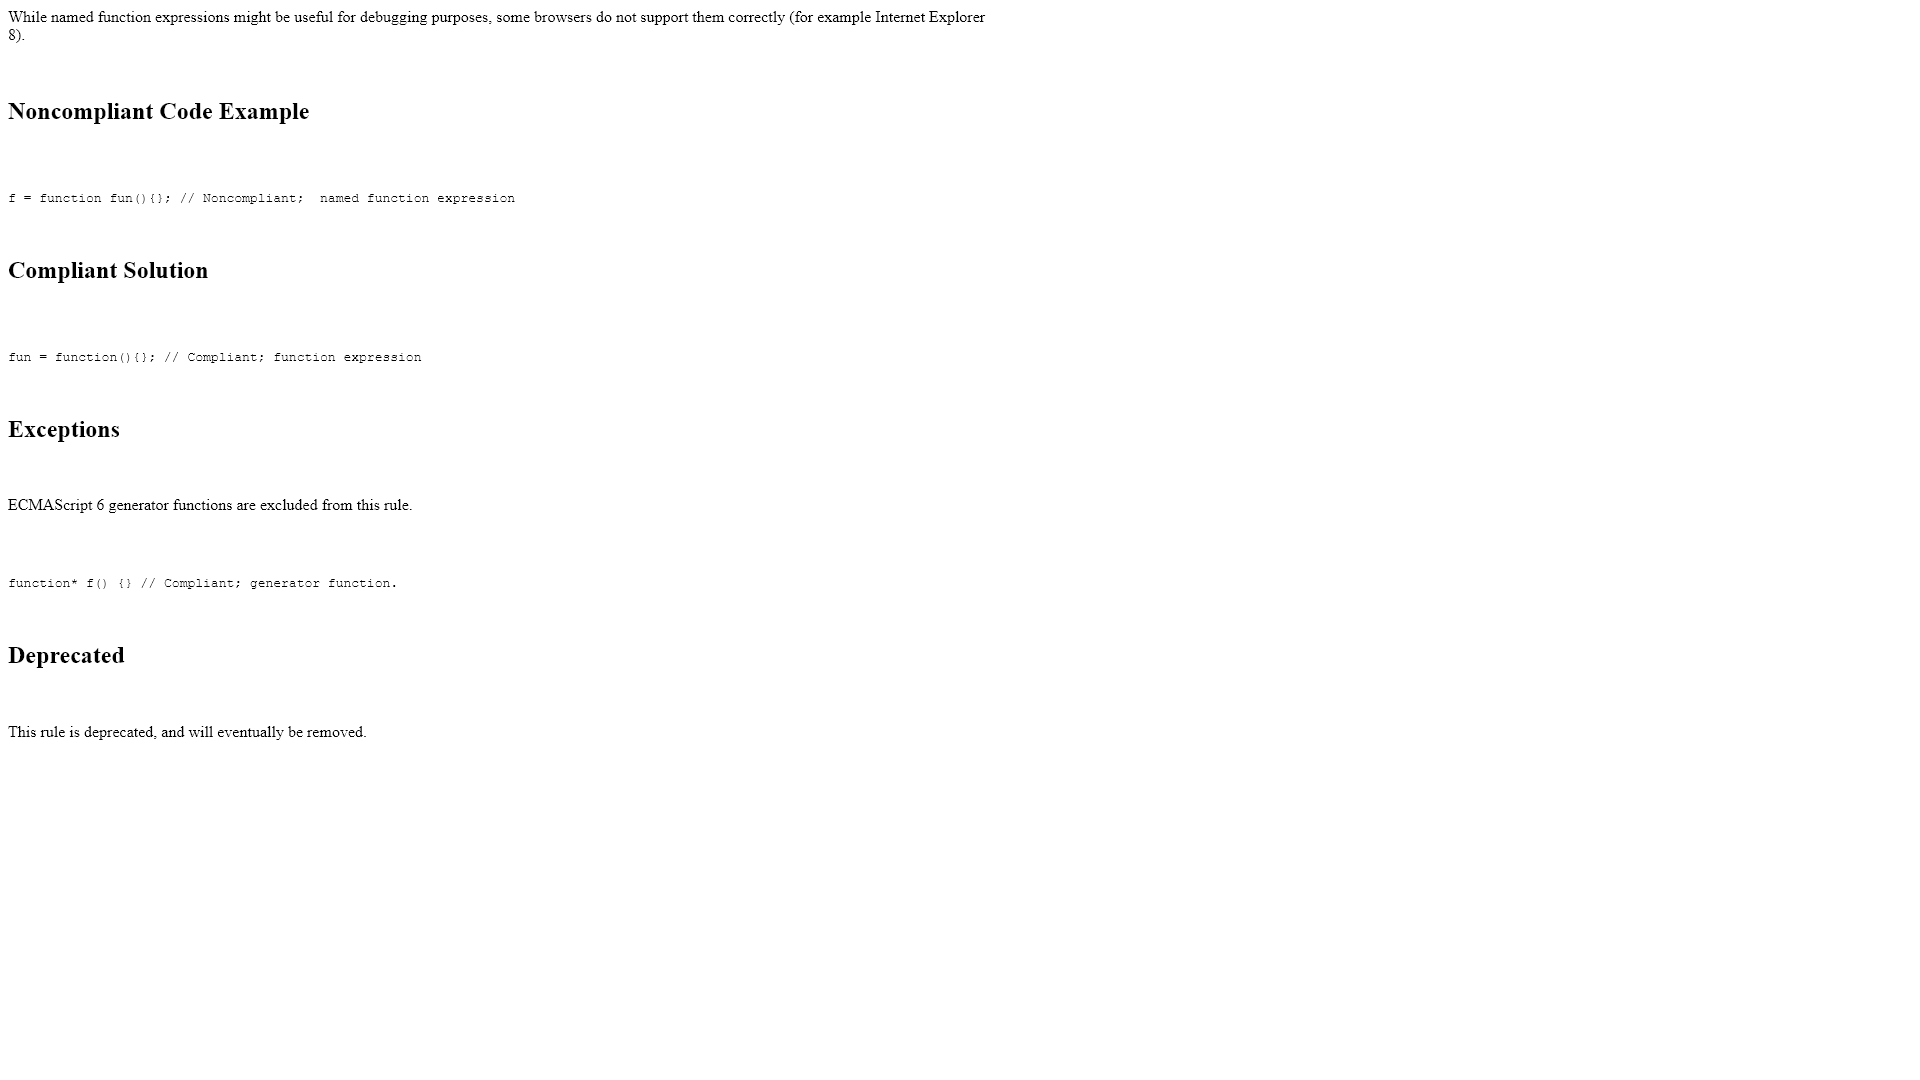 While named function expressions might be useful for debugging purposes, some browsers do not support them correctly (for example Internet Explorer
8).
Noncompliant Code Example
f = function fun(){}; // Noncompliant;  named function expression
Compliant Solution
fun = function(){}; // Compliant; function expression
Exceptions
ECMAScript 6 generator functions are excluded from this rule.
function* f() {} // Compliant; generator function.
Deprecated
This rule is deprecated, and will eventually be removed.